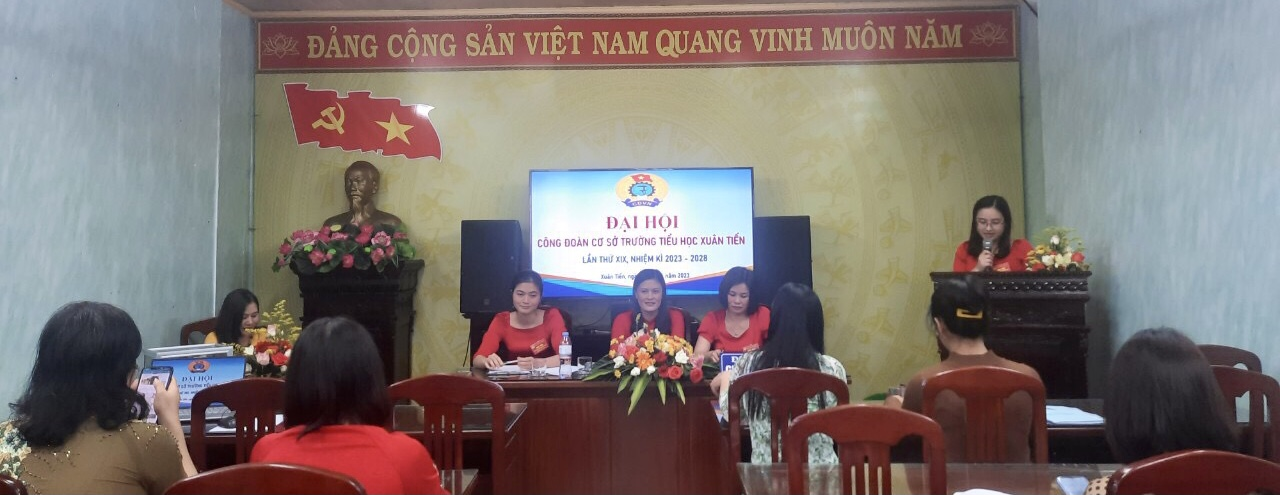 ĐẢNG CỘNG SẢN VIỆT NAM QUANG VINH MUÔN NĂM
ĐẠI HỘI
CÔNG ĐOÀN CƠ SỞ TRƯỜNG TIỂU HỌC XUÂN TIẾN
LẦN THỨ XIX, NHIỆM KÌ 2023 - 2028
Xuân Tiến, năm 2023
ĐẠI HỘI